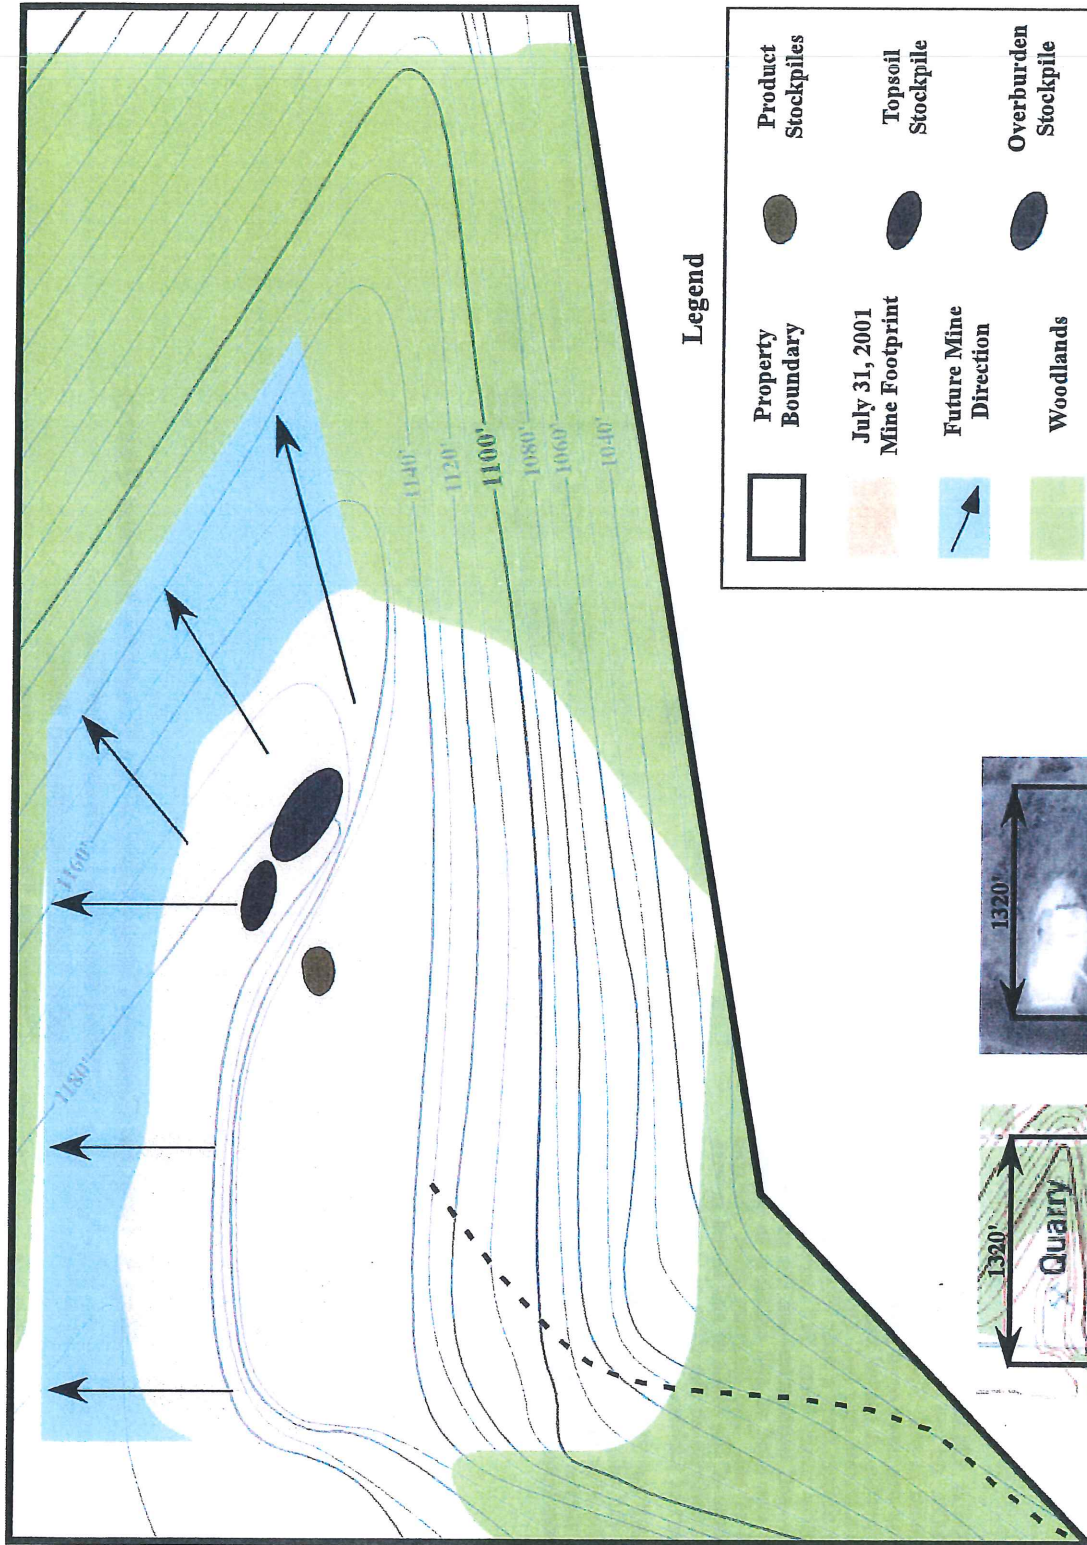 1180'
1160'
1140'
1120'
1100'
1080'
1060'
1040'
Legend
Property
Boundary
July 31, 2001
Mine Footprint
Future Mine
Direction
Woodlands
Product
Stockpiles
Topsoil
Stockpile
Overburden
Stockpile
1320'
Quarry
1320'